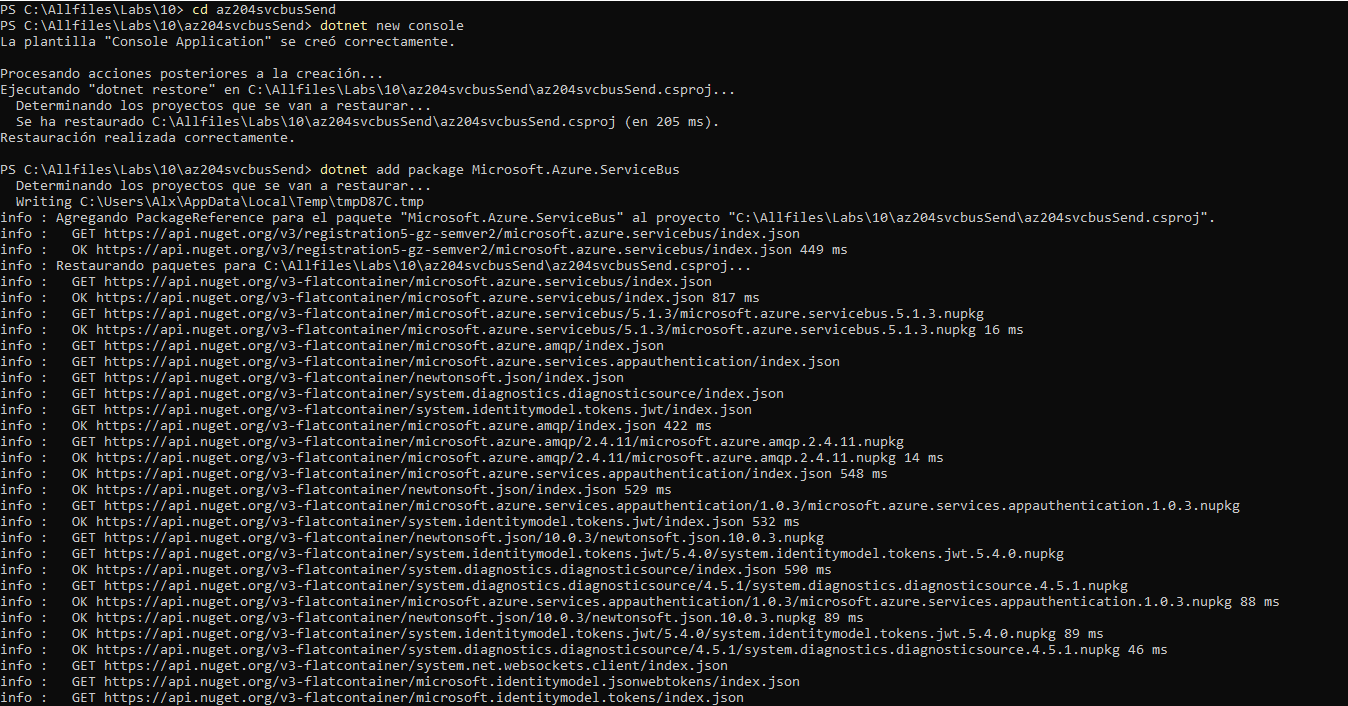 PS C:\Allfiles\Labs\10> cd az204svcbusSend
PS C:\Allfiles\Labs\10\az204svcbusSend> dotnet new console
La plantilla "Console Application" se creó correctamente.

Procesando acciones posteriores a la creación...
Ejecutando "dotnet restore" en C:\Allfiles\Labs\10\az204svcbusSend\az204svcbusSend.csproj...
  Determinando los proyectos que se van a restaurar...
  Se ha restaurado C:\Allfiles\Labs\10\az204svcbusSend\az204svcbusSend.csproj (en 205 ms).
Restauración realizada correctamente.

PS C:\Allfiles\Labs\10\az204svcbusSend> dotnet add package Microsoft.Azure.ServiceBus
  Determinando los proyectos que se van a restaurar...
  Writing C:\Users\Alx\AppData\Local\Temp\tmpD87C.tmp
info : Agregando PackageReference para el paquete "Microsoft.Azure.ServiceBus" al proyecto "C:\Allfiles\Labs\10\az204svcbusSend\az204svcbusSend.csproj".
info :   GET https://api.nuget.org/v3/registration5-gz-semver2/microsoft.azure.servicebus/index.json
info :   OK https://api.nuget.org/v3/registration5-gz-semver2/microsoft.azure.servicebus/index.json 449 ms
info : Restaurando paquetes para C:\Allfiles\Labs\10\az204svcbusSend\az204svcbusSend.csproj...
info :   GET https://api.nuget.org/v3-flatcontainer/microsoft.azure.servicebus/index.json
info :   OK https://api.nuget.org/v3-flatcontainer/microsoft.azure.servicebus/index.json 817 ms
info :   GET https://api.nuget.org/v3-flatcontainer/microsoft.azure.servicebus/5.1.3/microsoft.azure.servicebus.5.1.3.nupkg
info :   OK https://api.nuget.org/v3-flatcontainer/microsoft.azure.servicebus/5.1.3/microsoft.azure.servicebus.5.1.3.nupkg 16 ms
info :   GET https://api.nuget.org/v3-flatcontainer/microsoft.azure.amqp/index.json
info :   GET https://api.nuget.org/v3-flatcontainer/microsoft.azure.services.appauthentication/index.json
info :   GET https://api.nuget.org/v3-flatcontainer/newtonsoft.json/index.json
info :   GET https://api.nuget.org/v3-flatcontainer/system.diagnostics.diagnosticsource/index.json
info :   GET https://api.nuget.org/v3-flatcontainer/system.identitymodel.tokens.jwt/index.json
info :   OK https://api.nuget.org/v3-flatcontainer/microsoft.azure.amqp/index.json 422 ms
info :   GET https://api.nuget.org/v3-flatcontainer/microsoft.azure.amqp/2.4.11/microsoft.azure.amqp.2.4.11.nupkg
info :   OK https://api.nuget.org/v3-flatcontainer/microsoft.azure.amqp/2.4.11/microsoft.azure.amqp.2.4.11.nupkg 14 ms
info :   OK https://api.nuget.org/v3-flatcontainer/microsoft.azure.services.appauthentication/index.json 548 ms
info :   OK https://api.nuget.org/v3-flatcontainer/newtonsoft.json/index.json 529 ms
info :   GET https://api.nuget.org/v3-flatcontainer/microsoft.azure.services.appauthentication/1.0.3/microsoft.azure.services.appauthentication.1.0.3.nupkg
info :   OK https://api.nuget.org/v3-flatcontainer/system.identitymodel.tokens.jwt/index.json 532 ms
info :   GET https://api.nuget.org/v3-flatcontainer/newtonsoft.json/10.0.3/newtonsoft.json.10.0.3.nupkg
info :   GET https://api.nuget.org/v3-flatcontainer/system.identitymodel.tokens.jwt/5.4.0/system.identitymodel.tokens.jwt.5.4.0.nupkg
info :   OK https://api.nuget.org/v3-flatcontainer/system.diagnostics.diagnosticsource/index.json 590 ms
info :   GET https://api.nuget.org/v3-flatcontainer/system.diagnostics.diagnosticsource/4.5.1/system.diagnostics.diagnosticsource.4.5.1.nupkg
info :   OK https://api.nuget.org/v3-flatcontainer/microsoft.azure.services.appauthentication/1.0.3/microsoft.azure.services.appauthentication.1.0.3.nupkg 88 ms
info :   OK https://api.nuget.org/v3-flatcontainer/newtonsoft.json/10.0.3/newtonsoft.json.10.0.3.nupkg 89 ms
info :   OK https://api.nuget.org/v3-flatcontainer/system.identitymodel.tokens.jwt/5.4.0/system.identitymodel.tokens.jwt.5.4.0.nupkg 89 ms
info :   OK https://api.nuget.org/v3-flatcontainer/system.diagnostics.diagnosticsource/4.5.1/system.diagnostics.diagnosticsource.4.5.1.nupkg 46 ms
info :   GET https://api.nuget.org/v3-flatcontainer/system.net.websockets.client/index.json
info :   GET https://api.nuget.org/v3-flatcontainer/microsoft.identitymodel.jsonwebtokens/index.json
info :   GET https://api.nuget.org/v3-flatcontainer/microsoft.identitymodel.tokens/index.json